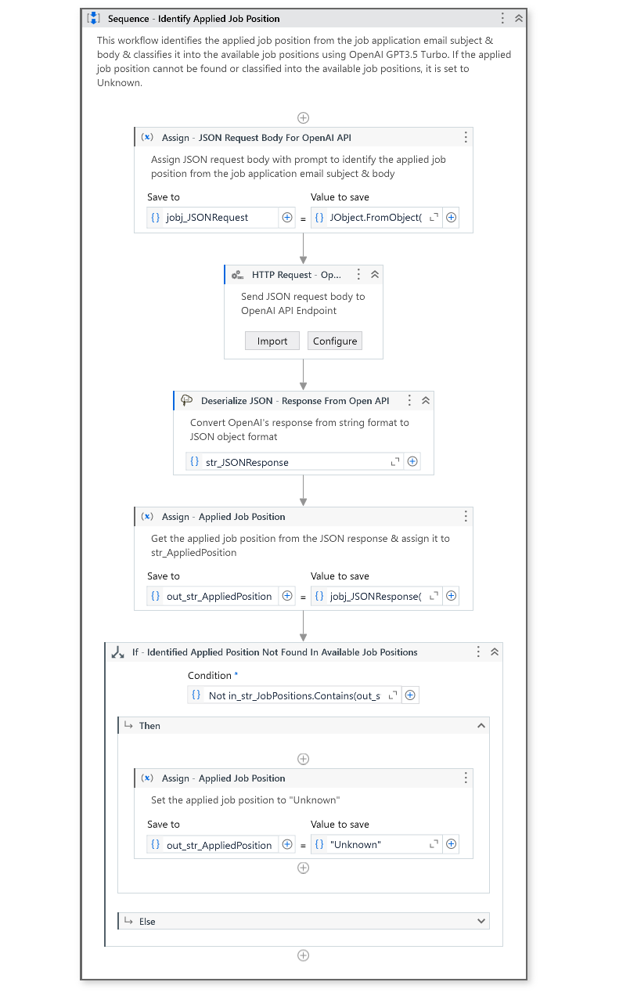 Sequence - Identify Applied Job Position
This workflow identifies the applied job position from the job application email subject &
body & classifies it into the available job positions using OpenAI GPT3.5 Turbo. If the applied
job position cannot be found or classified into the available job positions, it is set to
Unknown.
Assign - JSON Request Body For OpenAI API
Assign JSON request body with prompt to identify the applied job
position from the job application email subject & body
Save to Value to save
jobj_JSONRequest = JObject.FromObject(
HTTP Request - Op...
Send JSON request body to
OpenAI API Endpoint
Import Configure
Deserialize JSON - Response From Open API
Convert OpenAI's response from string format to
JSON object format
str_JSONResponse
Assign - Applied Job Position
Get the applied job position from the JSON response & assign it to
str_AppliedPosition
Save to Value to save
out_str_AppliedPosition = jobj_JSONResponse(
If - Identified Applied Position Not Found In Available Job Positions
Condition *
Not in_str_JobPositions.Contains(out_s
Then
Assign - Applied Job Position
Set the applied job position to "Unknown"
Save to Value to save
out_str_AppliedPosition = "Unknown"
Else